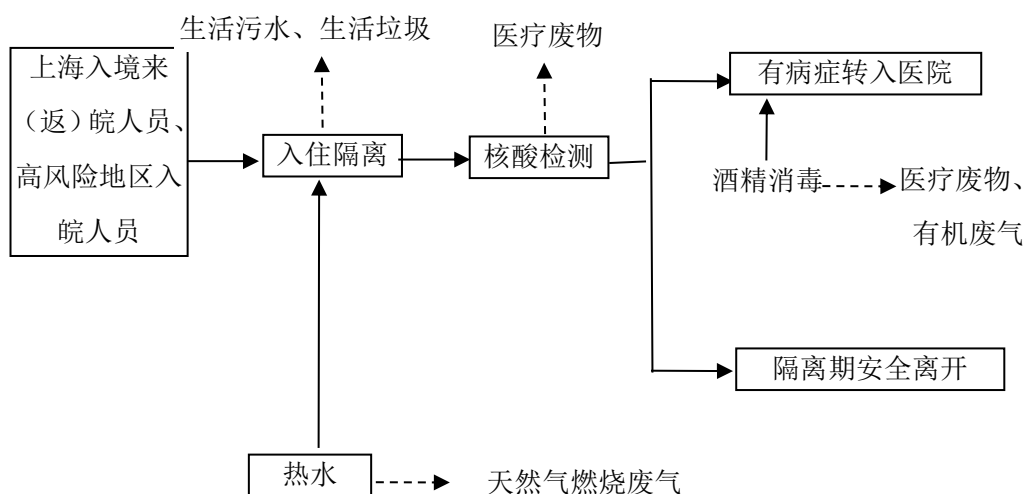 生活污水、生活垃圾
医疗废物
上海入境来
（返）皖人员、
高风险地区入
皖人员
入住隔离
核酸检测
有病症转入医院
酒精消毒
医疗废物、
有机废气
隔离期安全离开
热水
天然气燃烧废气